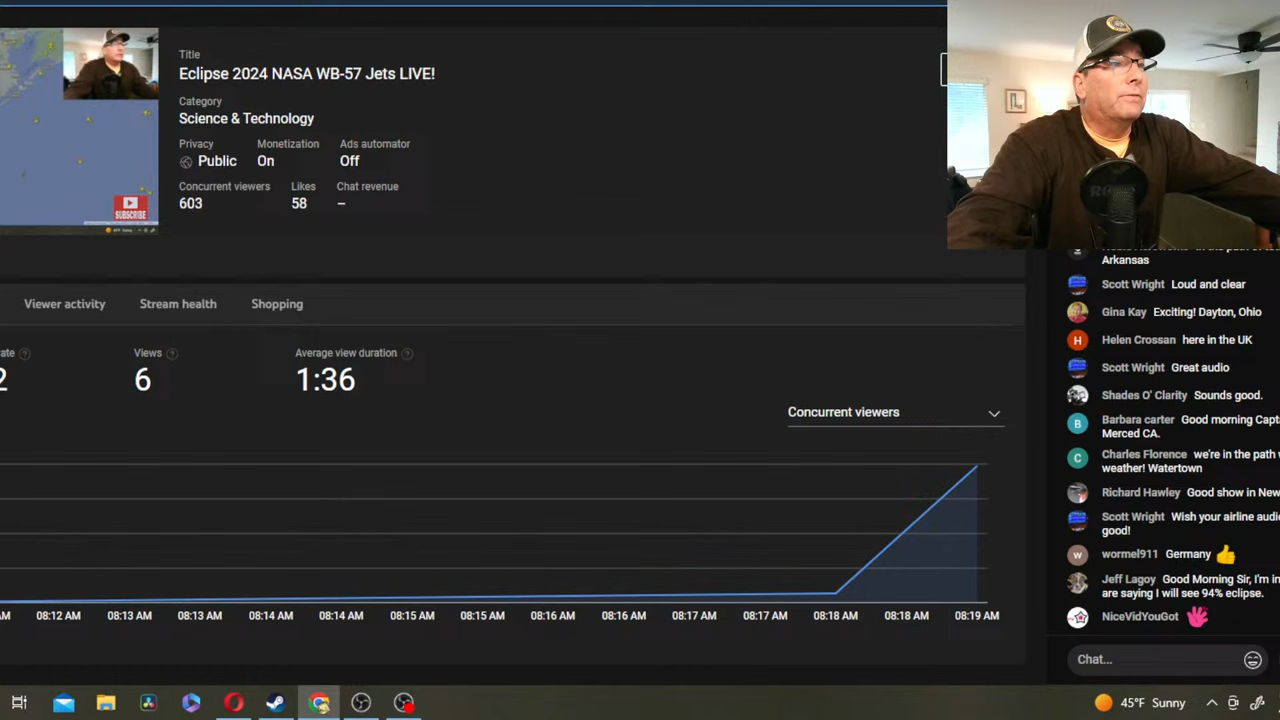 Title
Eclipse 2024 NASA WB-57 Jets LIVE!
Category
Science & Technology
Privacy Monetization Ads automator
Public On Off
Concurrent viewers Likes Chat revenue
603 58 –
SUBSCRIBE
Viewer activity Stream health Shopping
Views Average view duration
2 6 1:36
Concurrent viewers
08:12 AM 08:13 AM 08:13 AM 08:14 AM 08:14 AM 08:15 AM 08:15 AM 08:16 AM 08:16 AM 08:17 AM 08:17 AM 08:18 AM 08:18 AM 08:19 AM
Arkansas
Scott Wright Loud and clear
Gina Kay Exciting! Dayton, Ohio
H Helen Crossan here in the UK
Scott Wright Great audio
Shades O' Clarity Sounds good.
B Barbara carter Good morning Capt
Merced CA.
C Charles Florence we're in the path w
weather! Watertown
Richard Hawley Good show in New
Scott Wright Wish your airline audio
good!
w wormel911 Germany 👍
Jeff Lagoy Good Morning Sir, I'm in
are saying I will see 94% eclipse.
NiceVidYouGot
Chat...
45°F Sunny